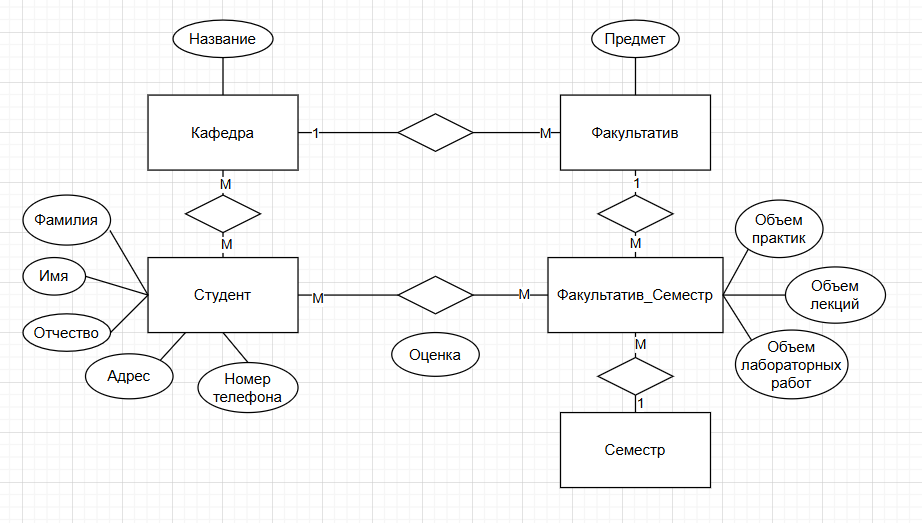 Название
Предмет
Кафедра
1
М
Факультатив
М
1
Фамилия
М
М
Объем
практик
Имя
Студент
М
М
Факультатив_Семестр
Объем
лекций
Отчество
М
Оценка
Объем
лабораторных
работ
Адрес
Номер
телефона
1
Семестр